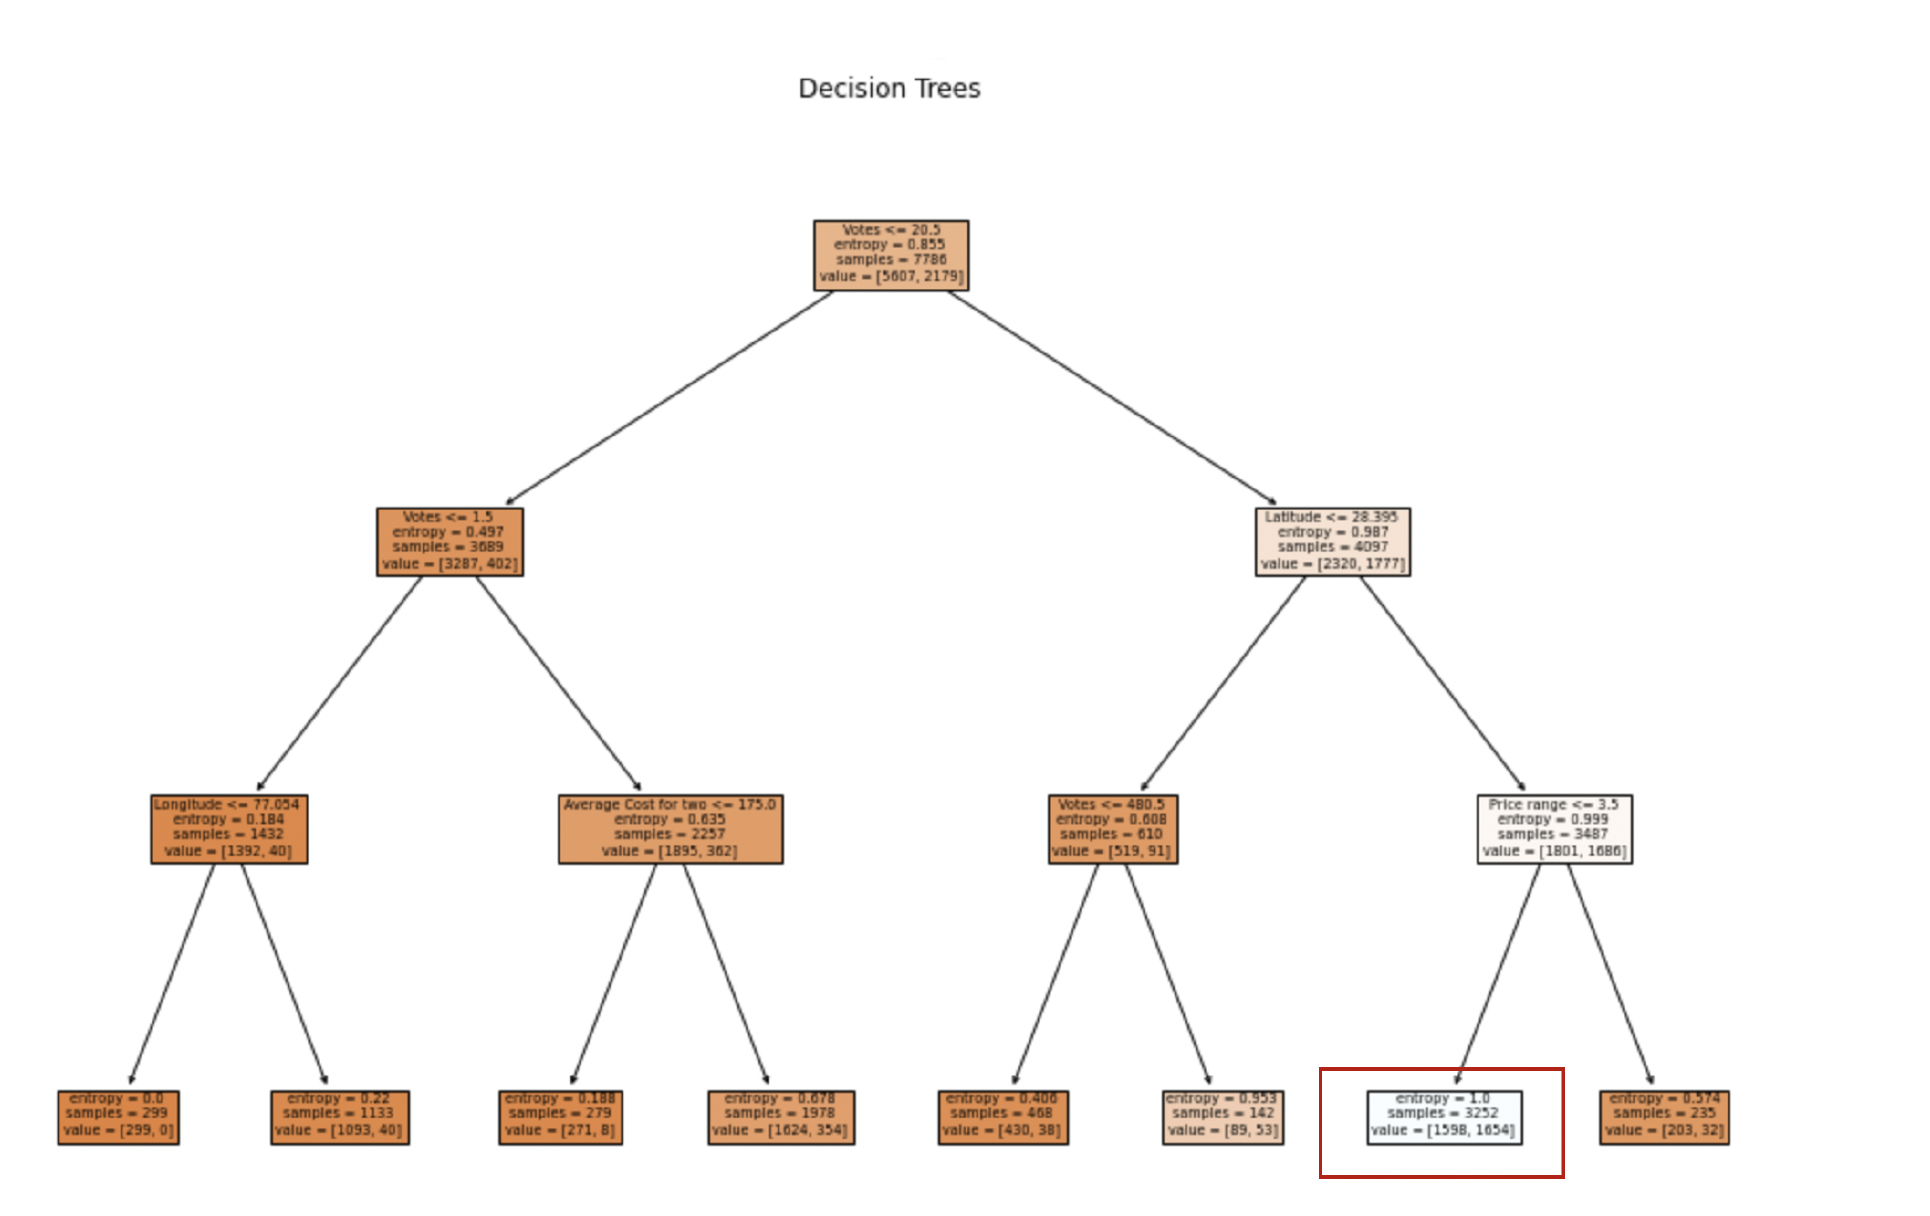 Decision Trees
Votes <= 20.5
entropy = 0.855
samples = 7786
value = [5607, 2179]
Votes <= 1.5
entropy = 0.497
samples = 3689
value = [3287, 402]
Latitude <= 28.395
entropy = 0.987
samples = 4097
value = [2320, 1777]
Longitude <= 77.054
entropy = 0.184
samples = 1432
value = [1392, 40]
Average Cost for two <= 175.0
entropy = 0.635
samples = 2257
value = [1895, 362]
Votes <= 480.5
entropy = 0.608
samples = 610
value = [519, 91]
Price range <= 3.5
entropy = 0.999
samples = 3487
value = [1801, 1686]
entropy = 0.0
samples = 299
value = [299, 0]
entropy = 0.22
samples = 1133
value = [1093, 40]
entropy = 0.188
samples = 279
value = [271, 8]
entropy = 0.678
samples = 1978
value = [1624, 354]
entropy = 0.406
samples = 468
value = [430, 38]
entropy = 0.953
samples = 142
value = [89, 53]
entropy = 1.0
samples = 3252
value = [1598, 1654]
entropy = 0.574
samples = 235
value = [203, 32]